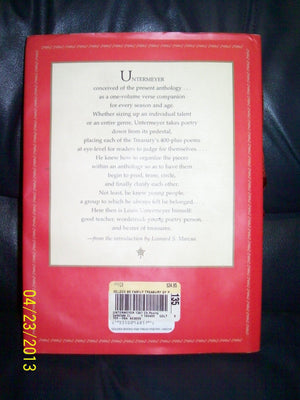 UNTERMEYER
conceived of the present anthology . . .
as a one-volume verse companion
for every season and age.
Whether sizing up an individual talent
or an entire genre, Untermeyer takes poetry
down from its pedestal,
placing each of the Treasury's 400-plus poems
at eye-level for readers to judge for themselves. . . .
He knew how to organize the pieces
within an anthology so as to have them
begin to prod, tease, circle,
and finally clarify each other.
Not least, he knew young people,
a group to which he always felt he belonged. . . .
Here then is Louis Untermeyer himself:
good teacher, wordstruck young poetry person,
and bearer of treasures.
—from the introduction by Leonard S. Marcus
$24.95
135
04/23/2013